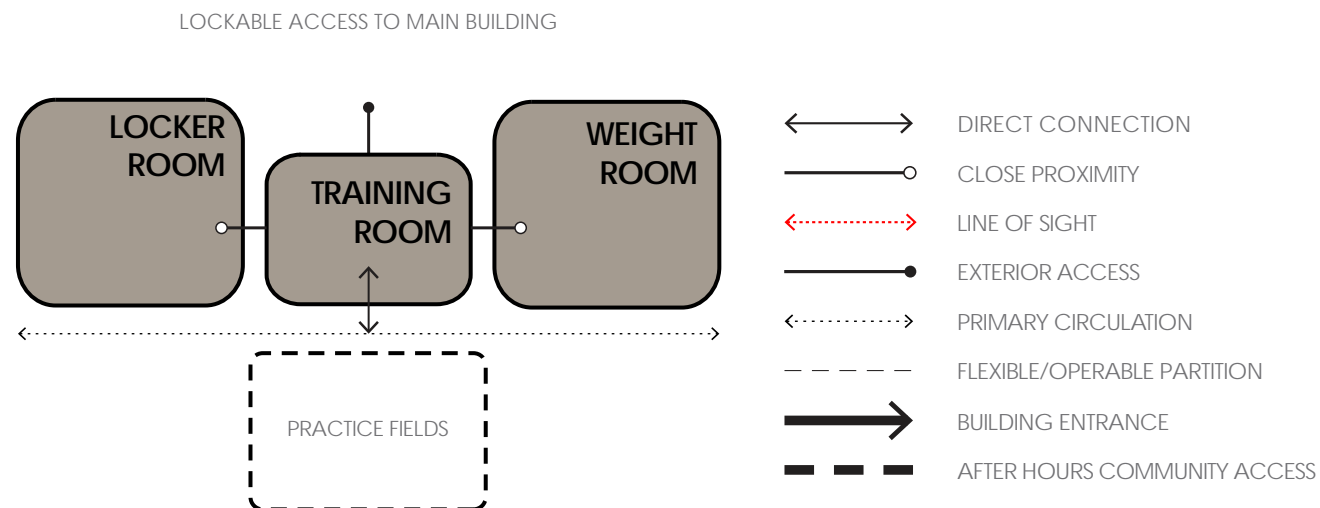 LOCKABLE ACCESS TO MAIN BUILDING
LOCKER
ROOM
TRAINING
ROOM
WEIGHT
ROOM
PRACTICE FIELDS
DIRECT CONNECTION
CLOSE PROXIMITY
LINE OF SIGHT
EXTERIOR ACCESS
PRIMARY CIRCULATION
FLEXIBLE/OPERABLE PARTITION
BUILDING ENTRANCE
AFTER HOURS COMMUNITY ACCESS